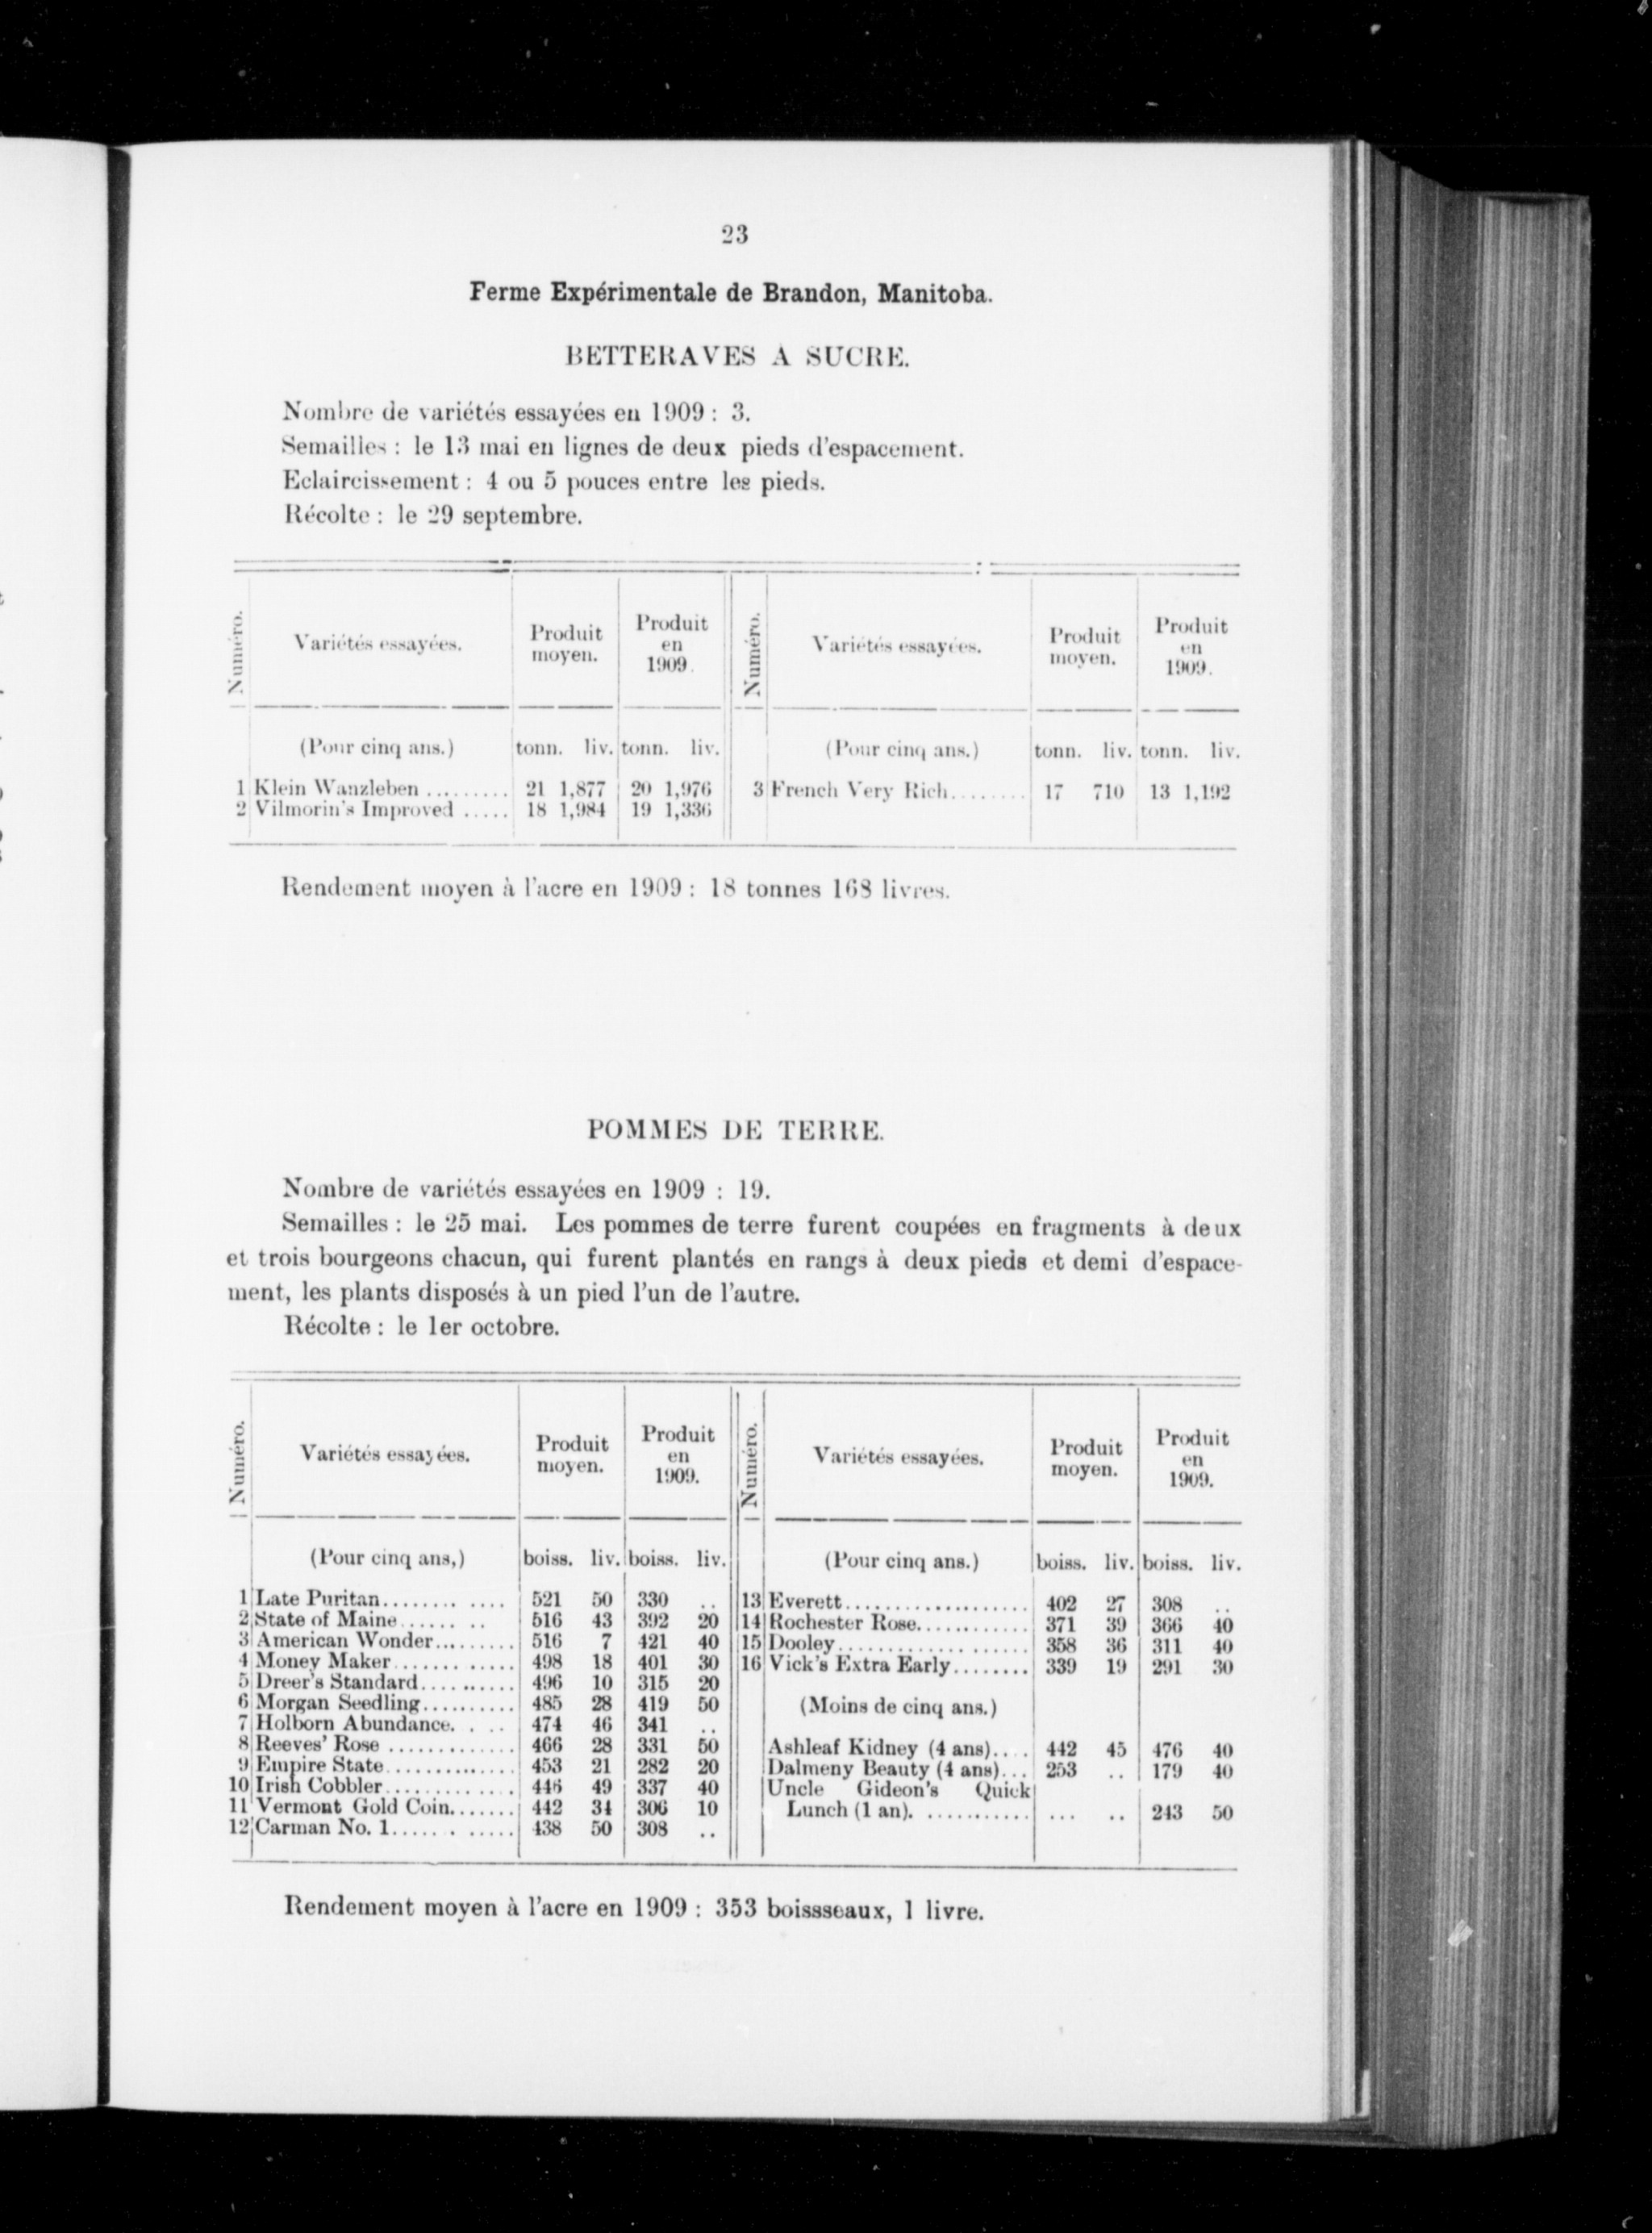 23
Ferme Expérimentale de Brandon, Manitoba.
BETTERAVES A SUCRE.
Nombre de variétés essayées en 1909 : 3.
Semailles : le 13 mai en lignes de deux pieds d'espacement.
Eclaircissement : 4 ou 5 pouces entre les pieds.
Récolte : le 29 septembre.
Numéro. Variétés essayées. Produit moyen. Produit en 1909. Numéro. Variétés essayées. Produit moyen. Produit en 1909.
(Pour cinq ans.) tonn. liv. tonn. liv. (Pour cinq ans.) tonn. liv. tonn. liv.
1 Klein Wanzleben ......... 21 1,877 20 1,976 3 French Very Rich........ 17 710 13 1,192
2 Vilmorin's Improved ..... 18 1,984 19 1,336
Rendement moyen à l'acre en 1909 : 18 tonnes 168 livres.
POMMES DE TERRE.
Nombre de variétés essayées en 1909 : 19.
Semailles : le 25 mai. Les pommes de terre furent coupées en fragments à deux
et trois bourgeons chacun, qui furent plantés en rangs à deux pieds et demi d'espace-
ment, les plants disposés à un pied l'un de l'autre.
Récolte : le 1er octobre.
Numéro. Variétés essayées. Produit moyen. Produit en 1909. Numéro. Variétés essayées. Produit moyen. Produit en 1909.
(Pour cinq ans,) boiss. liv. boiss. liv. (Pour cinq ans.) boiss. liv. boiss. liv.
1 Late Puritan............ 521 50 330 .. 13 Everett................... 402 27 308 ..
2 State of Maine........ 516 43 392 20 14 Rochester Rose............ 371 39 366 40
3 American Wonder......... 516 7 421 40 15 Dooley.................... 358 36 311 40
4 Money Maker............. 498 18 401 30 16 Vick's Extra Early........ 339 19 291 30
5 Dreer's Standard.......... 496 10 315 20
6 Morgan Seedling.......... 485 28 419 50 (Moins de cinq ans.)
7 Holborn Abundance. . .. 474 46 341 ..
8 Reeves' Rose ............. 466 28 331 50 Ashleaf Kidney (4 ans).... 442 45 476 40
9 Empire State.............. 453 21 282 20 Dalmeny Beauty (4 ans)... 253 .. 179 40
10 Irish Cobbler............. 446 49 337 40 Uncle Gideon's Quick
11 Vermont Gold Coin....... 442 34 306 10 Lunch (1 an). ............ ... .. 243 50
12 Carman No. 1............ 438 50 308 ..
Rendement moyen à l'acre en 1909 : 353 boissseaux, 1 livre.